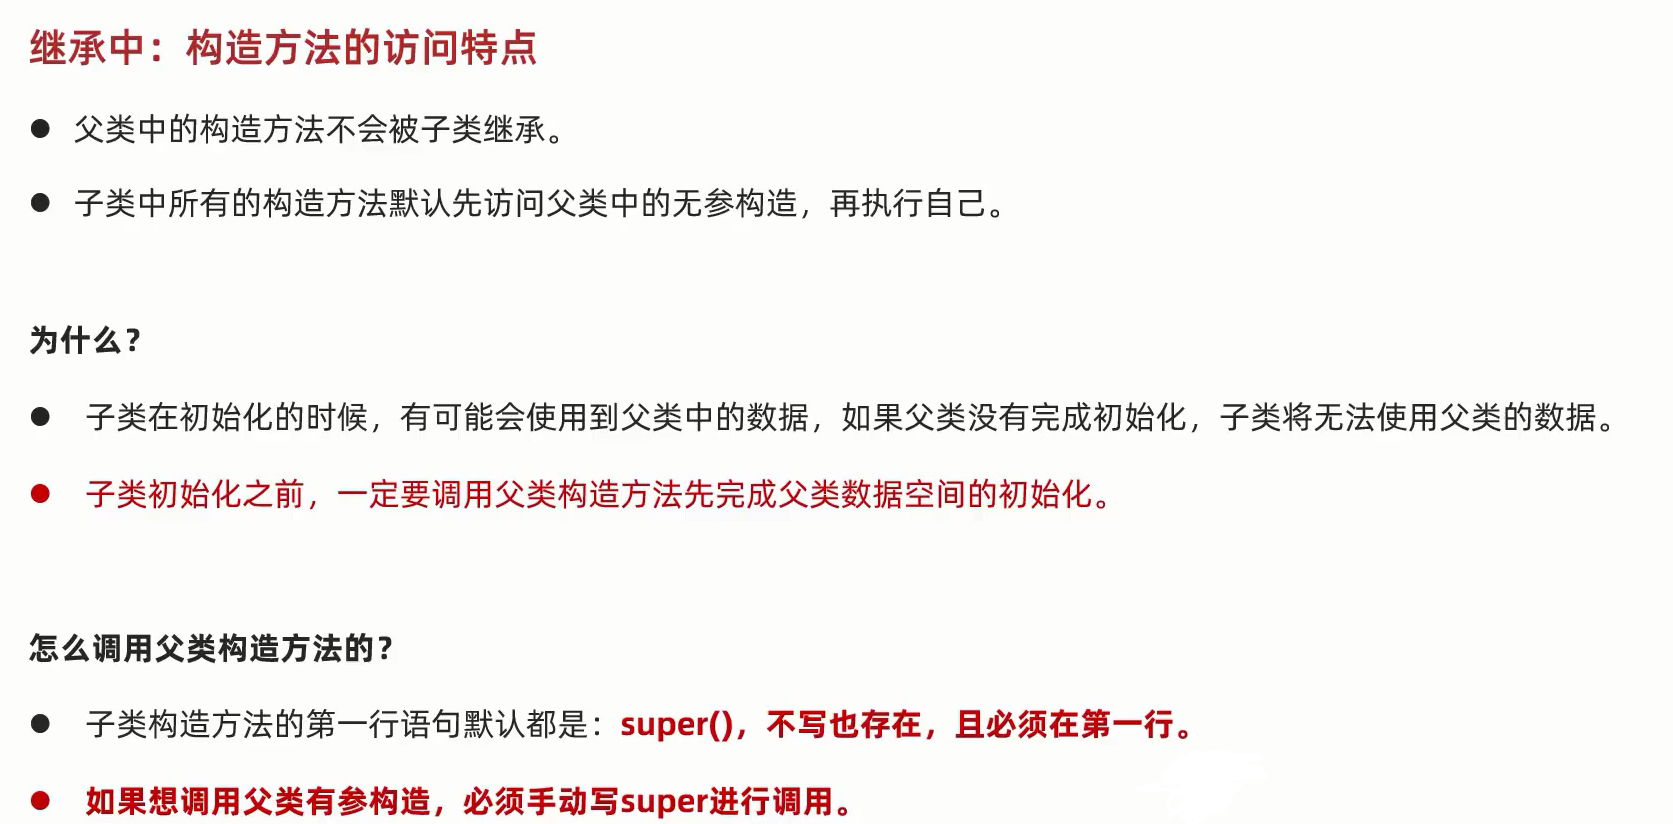 继承中：构造方法的访问特点
● 父类中的构造方法不会被子类继承。
● 子类中所有的构造方法默认先访问父类中的无参构造，再执行自己。
为什么？
● 子类在初始化的时候，有可能会使用到父类中的数据，如果父类没有完成初始化，子类将无法使用父类的数据。
● 子类初始化之前，一定要调用父类构造方法先完成父类数据空间的初始化。
怎么调用父类构造方法的？
● 子类构造方法的第一行语句默认都是：super()，不写也存在，且必须在第一行。
● 如果想调用父类有参构造，必须手动写super进行调用。